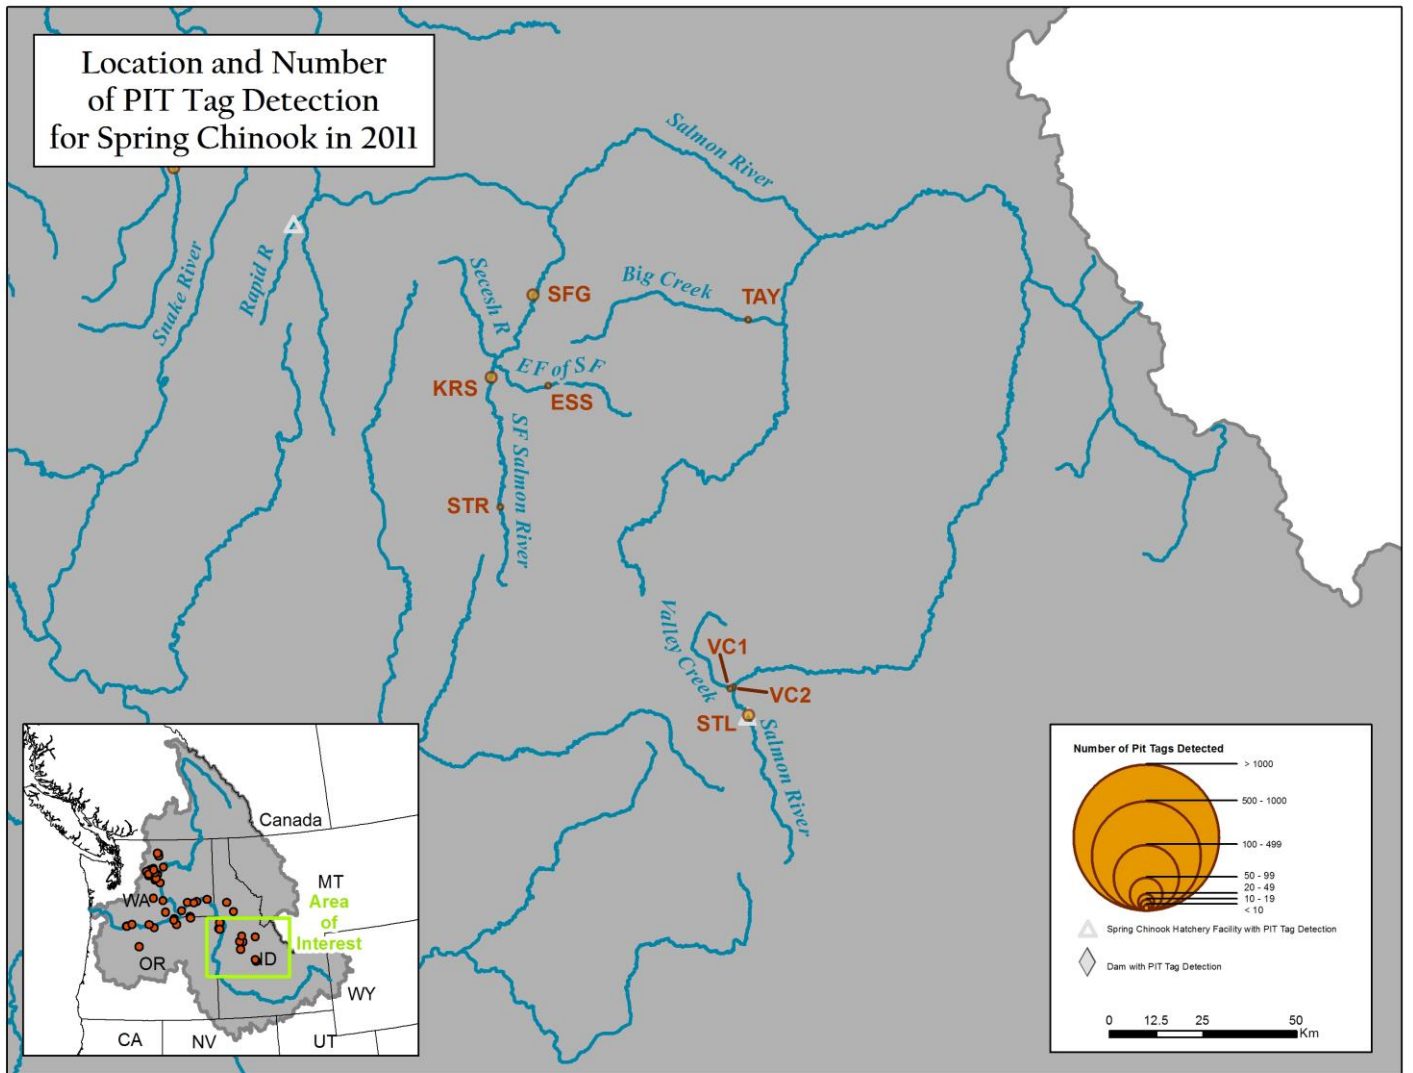 Location and Number
of PIT Tag Detection
for Spring Chinook in 2011
Salmon River
Snake River
Rapid R
Secesh R
SFG
Big Creek
TAY
EF of SF
KRS
ESS
SF Salmon River
STR
Valley Creek
VC1
VC2
STL
Salmon River
Canada
WA
MT
Area
of
Interest
OR
ID
WY
CA
NV
UT
Number of Pit Tags Detected
> 1000
500 - 1000
100 - 499
50 - 99
20 - 49
10 - 19
< 10
Spring Chinook Hatchery Facility with PIT Tag Detection
Dam with PIT Tag Detection
0 12.5 25 50
Km